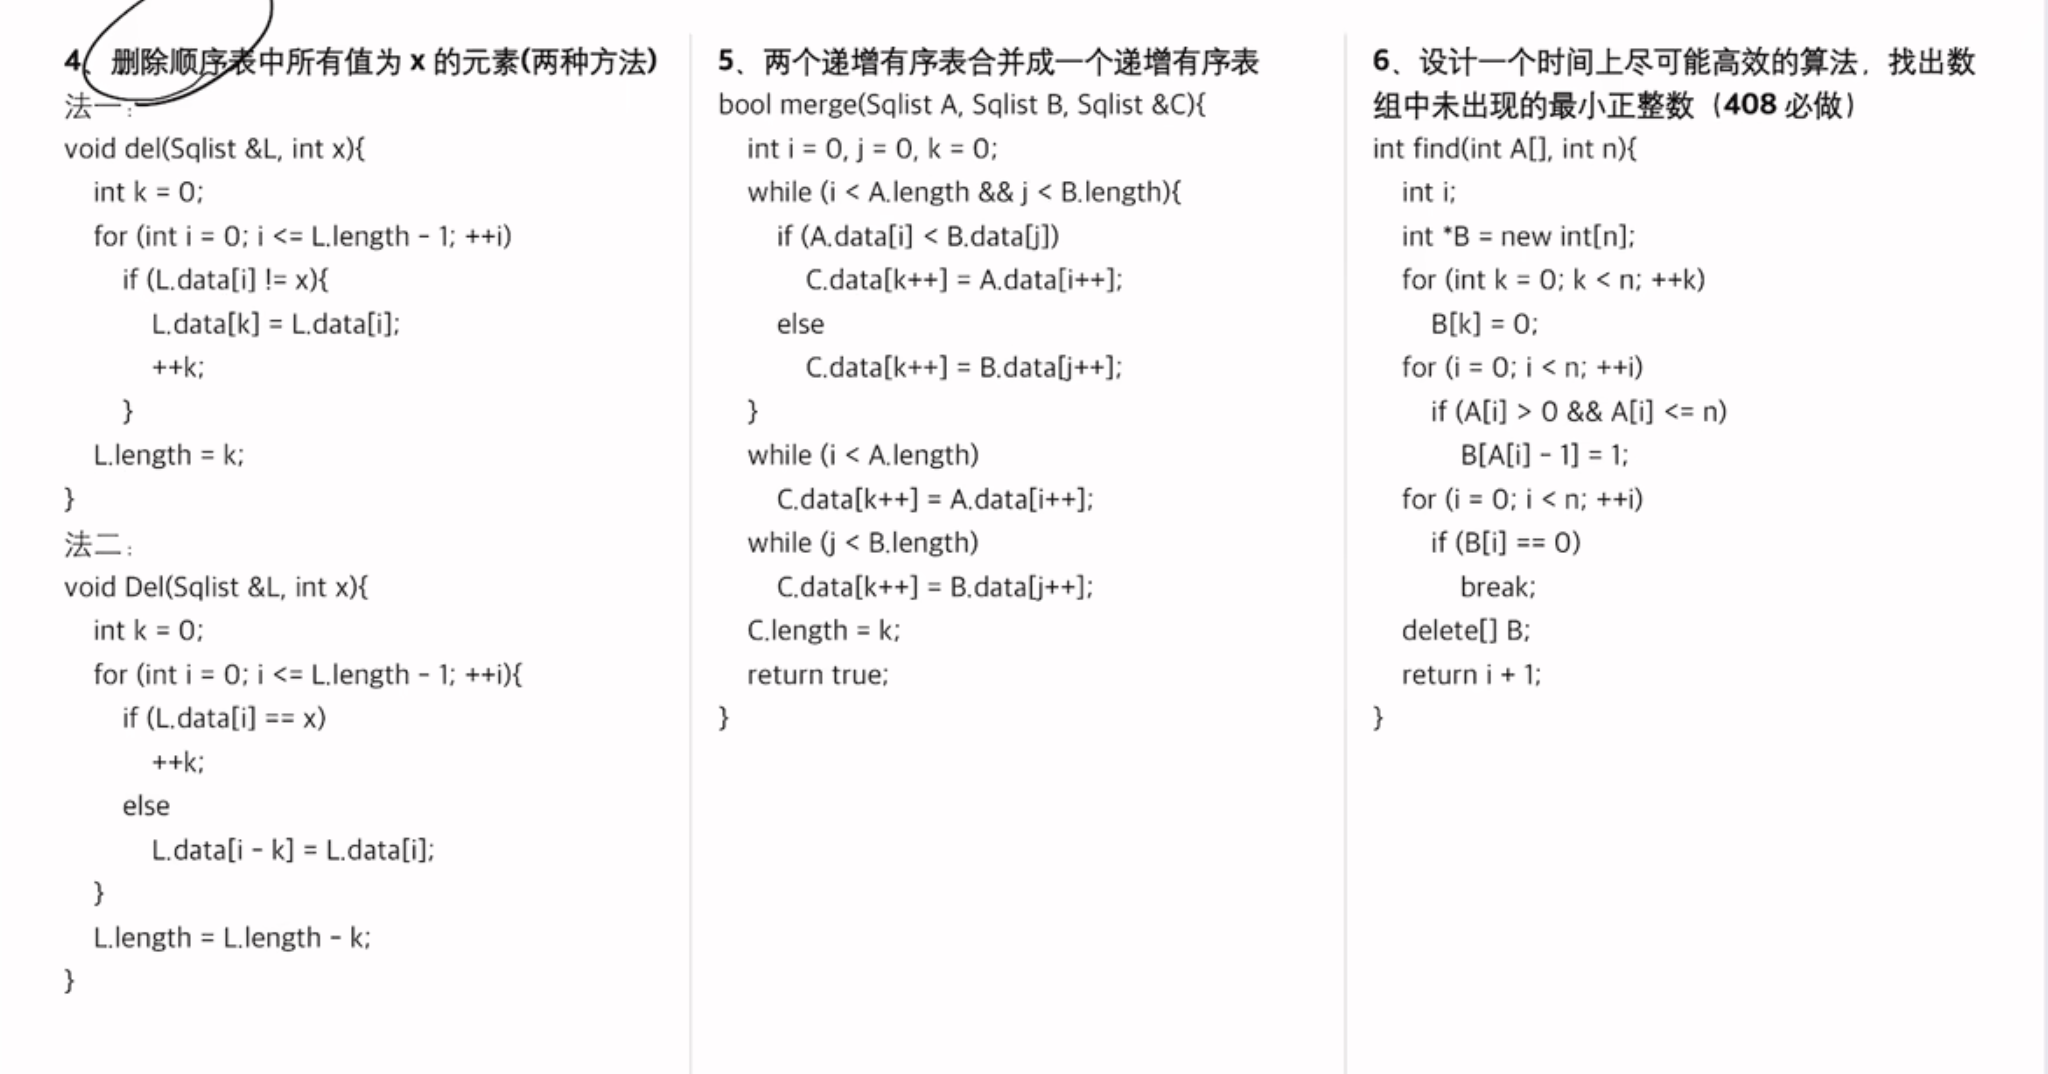 4、删除顺序表中所有值为 x 的元素(两种方法)
法一：
void del(Sqlist &L, int x){
int k = 0;
for (int i = 0; i <= L.length - 1; ++i)
if (L.data[i] != x){
L.data[k] = L.data[i];
++k;
}
L.length = k;
}
法二：
void Del(Sqlist &L, int x){
int k = 0;
for (int i = 0; i <= L.length - 1; ++i){
if (L.data[i] == x)
++k;
else
L.data[i - k] = L.data[i];
}
L.length = L.length - k;
}
5、两个递增有序表合并成一个递增有序表
bool merge(Sqlist A, Sqlist B, Sqlist &C){
int i = 0, j = 0, k = 0;
while (i < A.length && j < B.length){
if (A.data[i] < B.data[j])
C.data[k++] = A.data[i++];
else
C.data[k++] = B.data[j++];
}
while (i < A.length)
C.data[k++] = A.data[i++];
while (j < B.length)
C.data[k++] = B.data[j++];
C.length = k;
return true;
}
6、设计一个时间上尽可能高效的算法，找出数
组中未出现的最小正整数（408 必做）
int find(int A[], int n){
int i;
int *B = new int[n];
for (int k = 0; k < n; ++k)
B[k] = 0;
for (i = 0; i < n; ++i)
if (A[i] > 0 && A[i] <= n)
B[A[i] - 1] = 1;
for (i = 0; i < n; ++i)
if (B[i] == 0)
break;
delete[] B;
return i + 1;
}